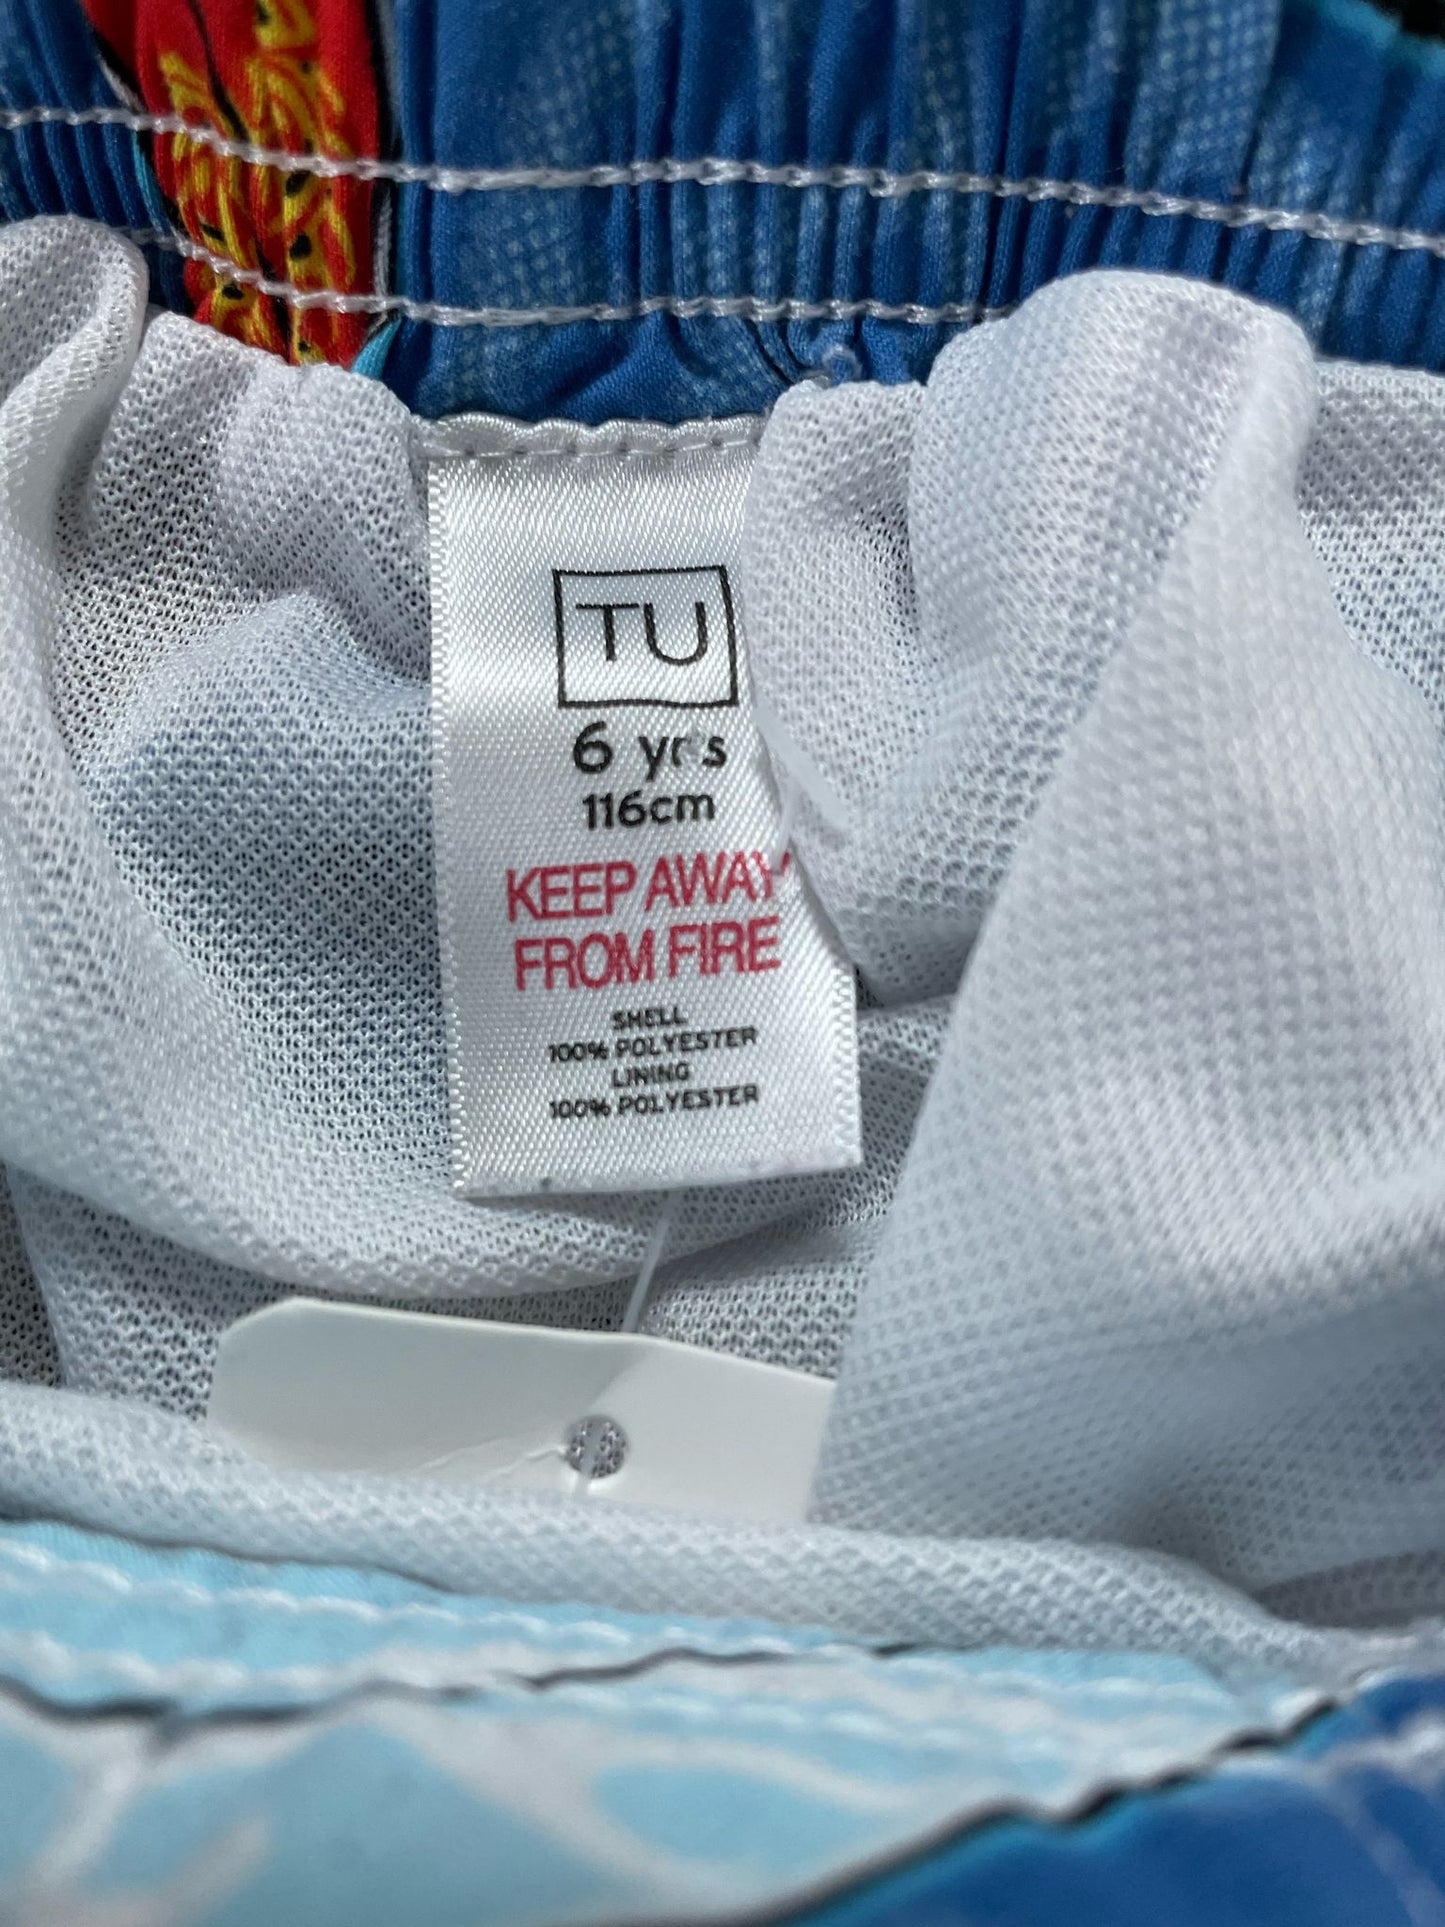 TU
6 yrs
116cm
KEEP AWAY
FROM FIRE
SHELL
100% POLYESTER
LINING
100% POLYESTER